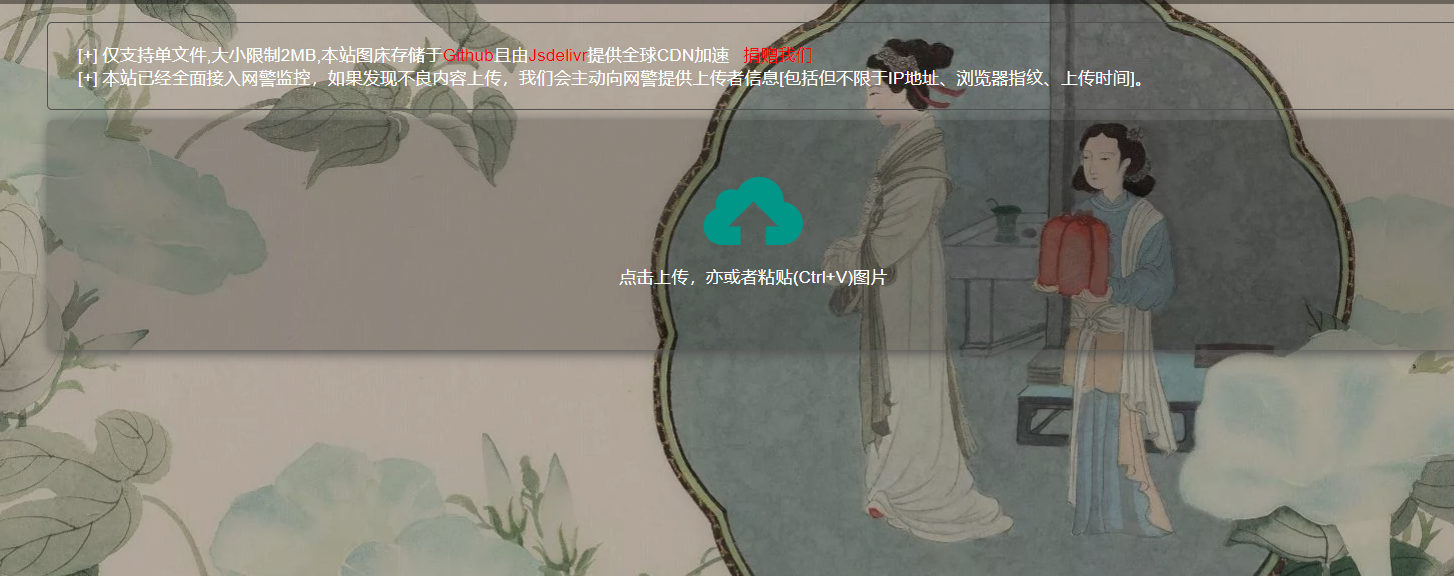 [+] 仅支持单文件,大小限制2MB,本站图床存储于Github且由Jsdelivr提供全球CDN加速 捐赠我们
[+] 本站已经全面接入网警监控，如果发现不良内容上传，我们会主动向网警提供上传者信息[包括但不限于IP地址、浏览器指纹、上传时间]。
点击上传，亦或者粘贴(Ctrl+V)图片